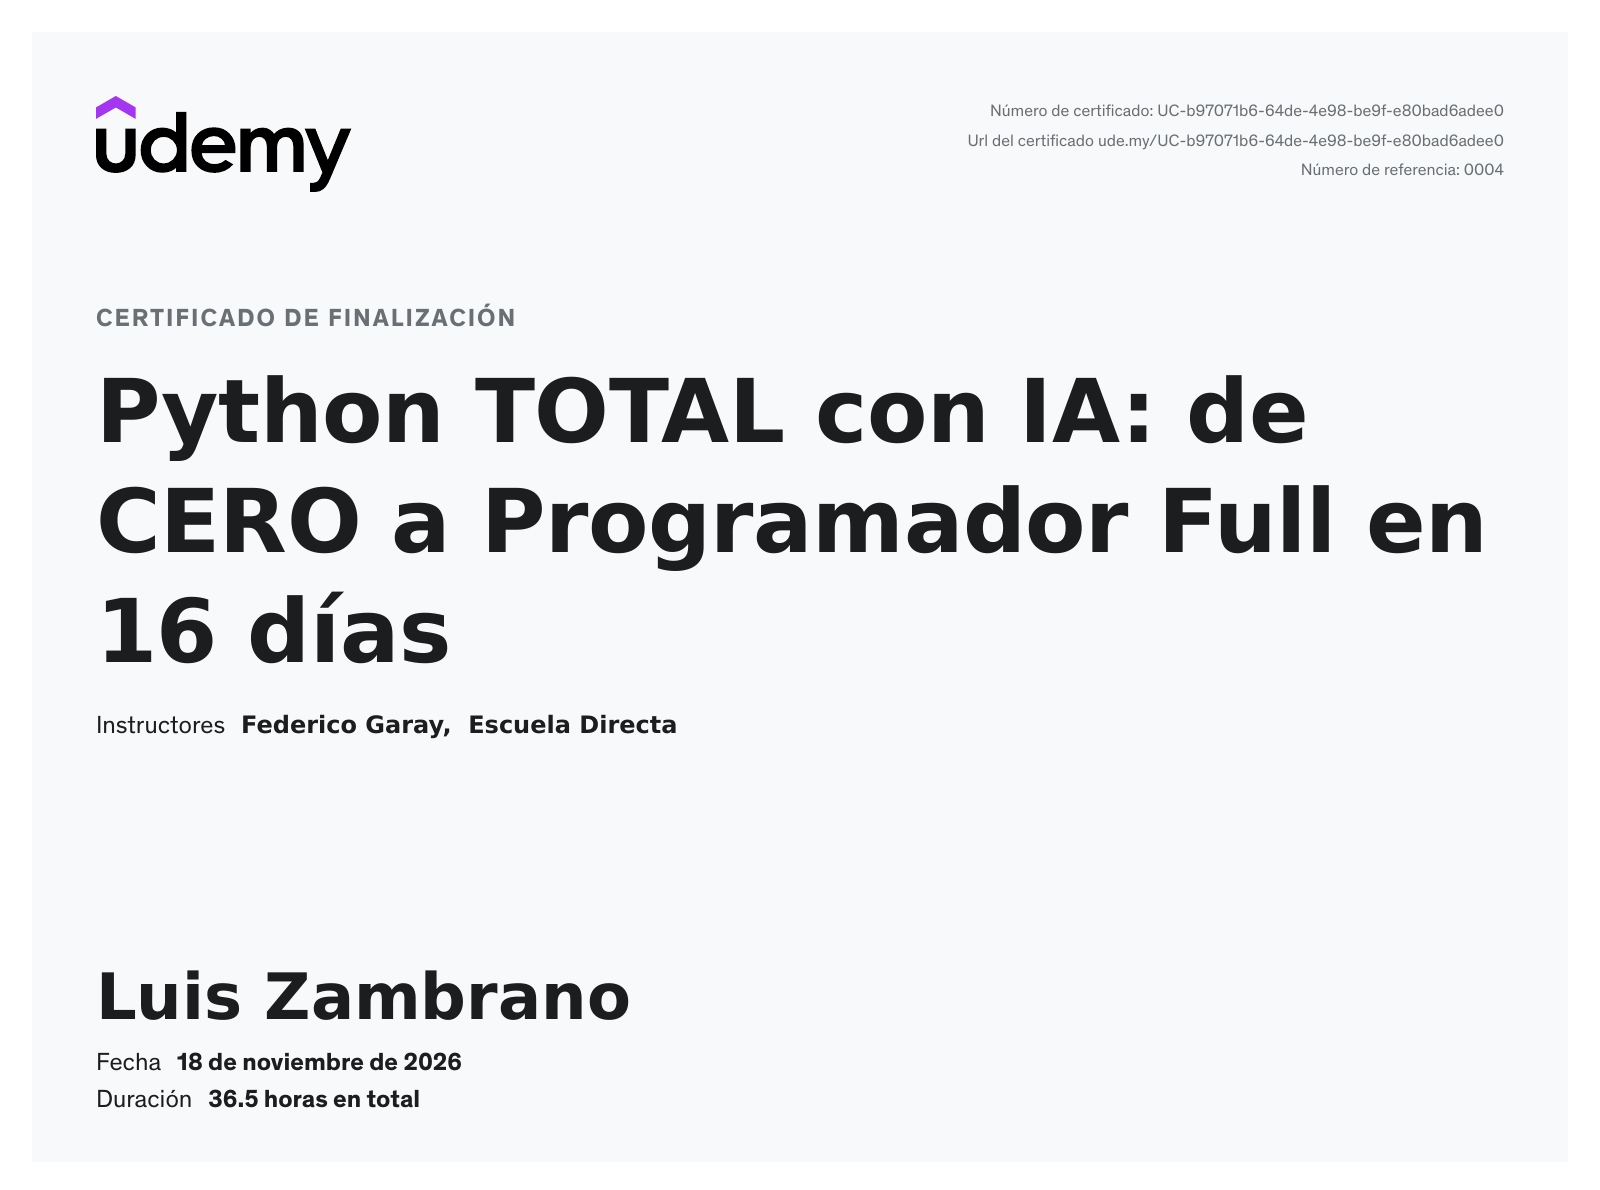 udemy
Número de certificado: UC-b97071b6-64de-4e98-be9f-e80bad6adee0
Url del certificado ude.my/UC-b97071b6-64de-4e98-be9f-e80bad6adee0
Número de referencia: 0004
CERTIFICADO DE FINALIZACIÓN
Python TOTAL con IA: de
CERO a Programador Full en
16 días
Instructores Federico Garay, Escuela Directa
Luis Zambrano
Fecha 18 de noviembre de 2026
Duración 36.5 horas en total